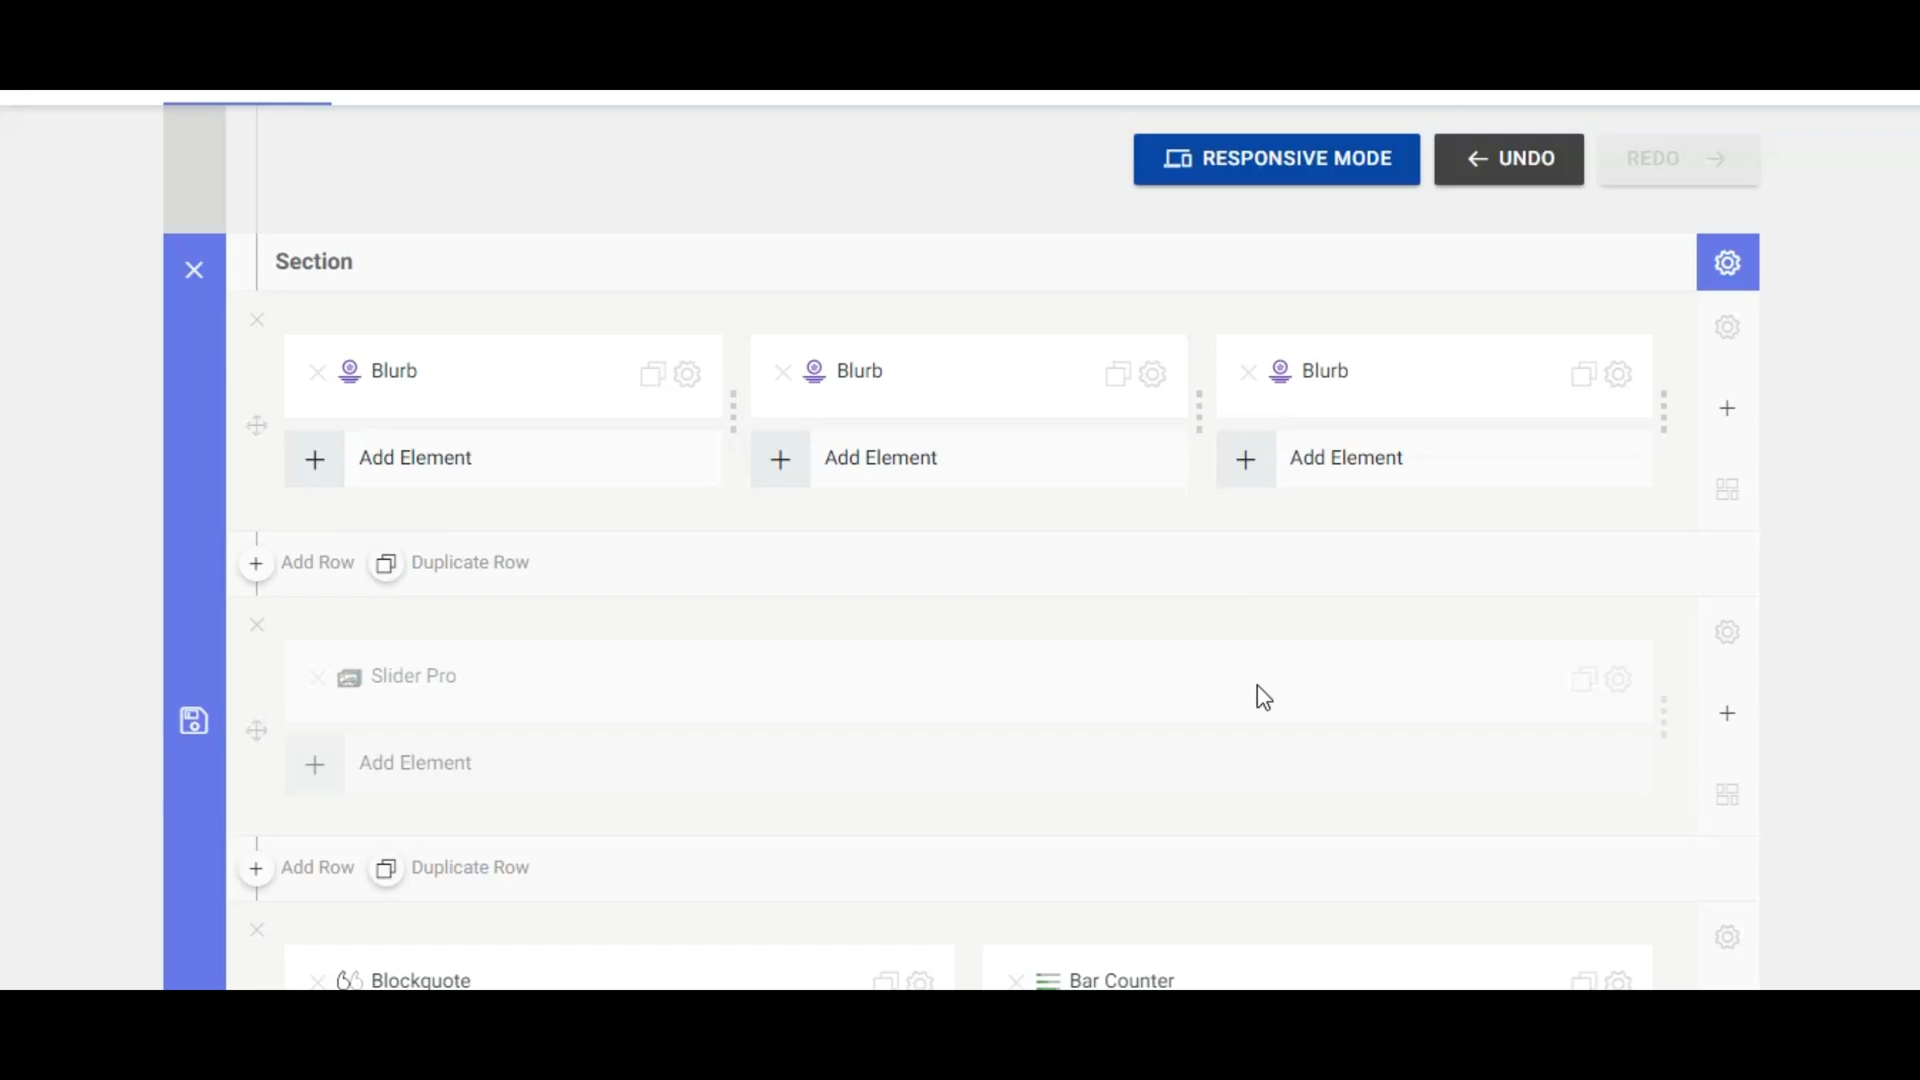 RESPONSIVE MODE
UNDO
REDO
Section
Blurb
Blurb
Blurb
Add Element
Add Element
Add Element
Add Row
Duplicate Row
Slider Pro
Add Element
Add Row
Duplicate Row
Blockquote
Bar Counter